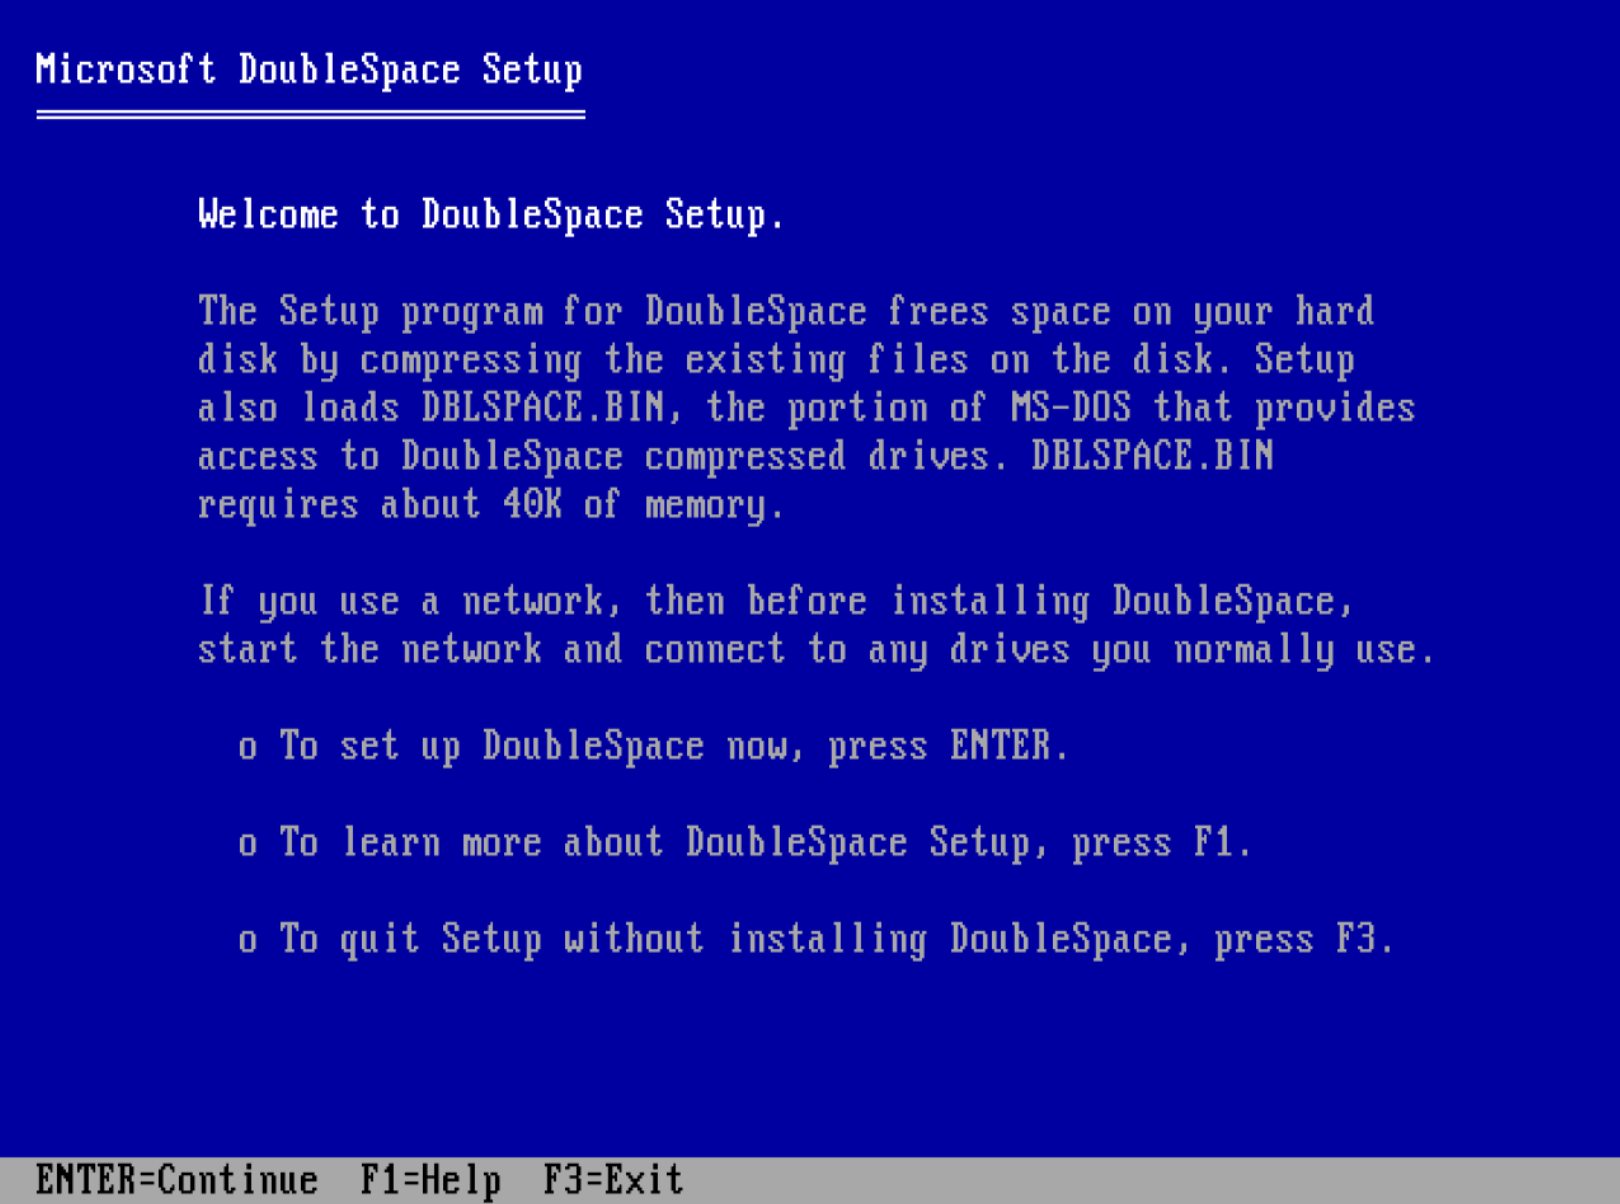 Microsoft DoubleSpace Setup
Welcome to DoubleSpace Setup.
The Setup program for DoubleSpace frees space on your hard
disk by compressing the existing files on the disk. Setup
also loads DBLSPACE.BIN, the portion of MS-DOS that provides
access to DoubleSpace compressed drives. DBLSPACE.BIN
requires about 40K of memory.
If you use a network, then before installing DoubleSpace,
start the network and connect to any drives you normally use.
o To set up DoubleSpace now, press ENTER.
o To learn more about DoubleSpace Setup, press F1.
o To quit Setup without installing DoubleSpace, press F3.
ENTER=Continue  F1=Help  F3=Exit